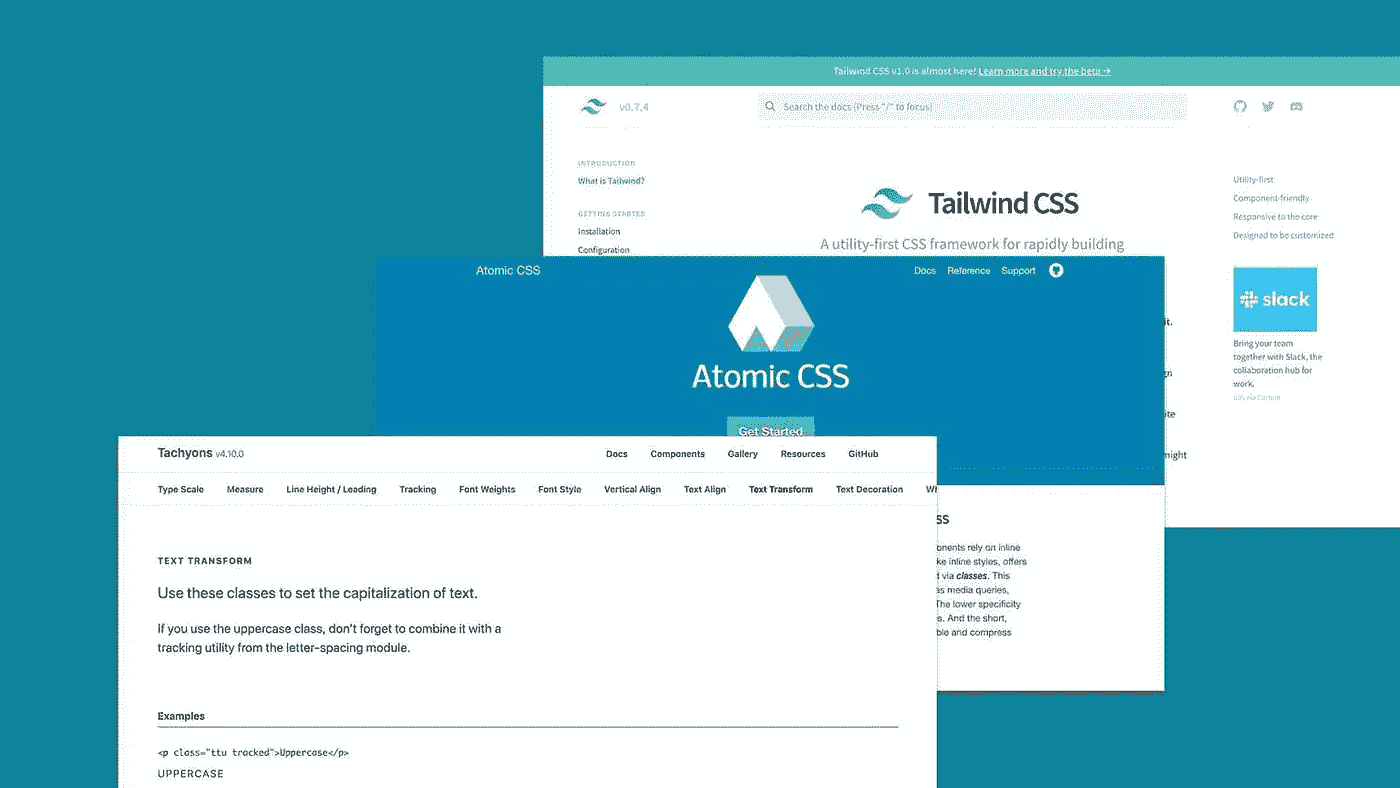 Tailwind CSS v1.0 is almost here! Learn more and try the beta →
v0.7.4
Search the docs (Press "/" to focus)
INTRODUCTION
What is Tailwind?
GETTING STARTED
Installation
Configuration
Tailwind CSS
A utility-first CSS framework for rapidly building
Utility-first
Component-friendly
Responsive to the core
Designed to be customized
slack
Bring your team
together with Slack, the
collaboration hub for
work.
ads via Carbon
it.
Atomic CSS
Docs Reference Support
Atomic CSS
Get Started
SS
onents rely on inline
ke inline styles, offers
d via classes. This
as media queries,
The lower specificity
s. And the short,
ble and compress
Tachyons v4.10.0
Docs Components Gallery Resources GitHub
Type Scale Measure Line Height / Leading Tracking Font Weights Font Style Vertical Align Text Align Text Transform Text Decoration
TEXT TRANSFORM
Use these classes to set the capitalization of text.
If you use the uppercase class, don't forget to combine it with a
tracking utility from the letter-spacing module.
Examples
<p class="ttu tracked">Uppercase</p>
UPPERCASE